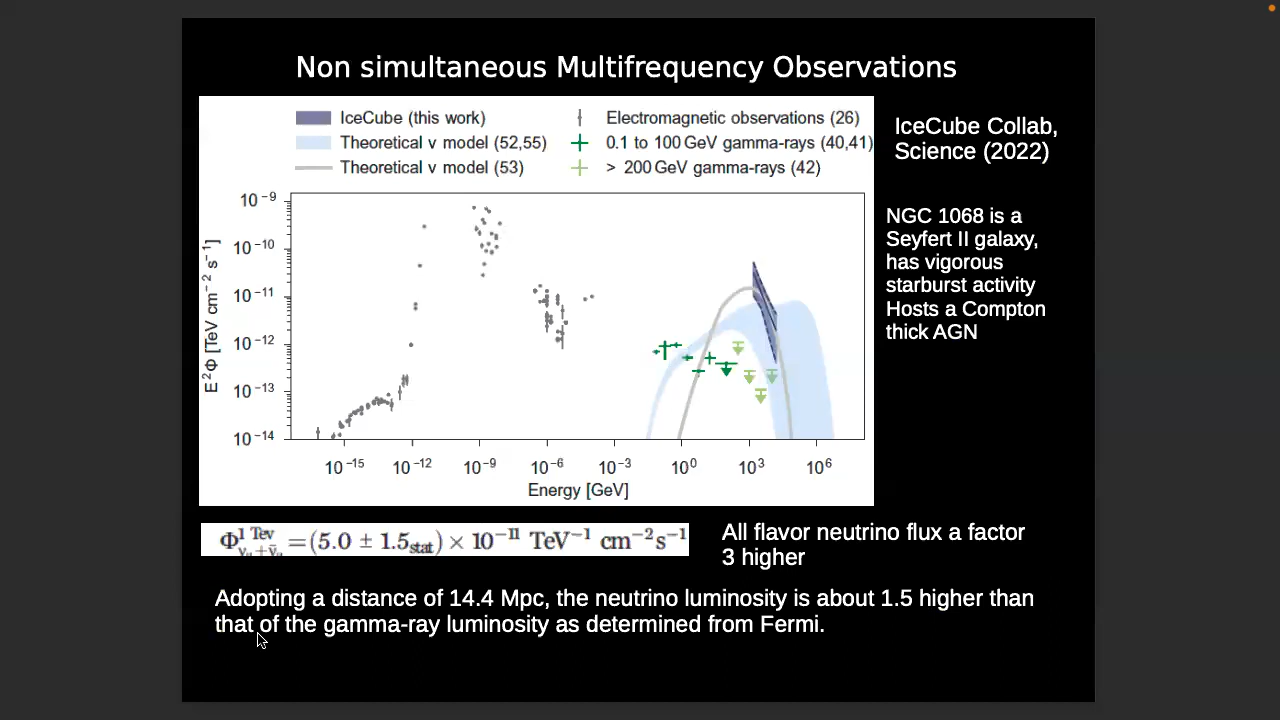 Non simultaneous Multifrequency Observations
IceCube (this work)
Theoretical ν model (52,55)
Theoretical ν model (53)
Electromagnetic observations (26)
0.1 to 100 GeV gamma-rays (40,41)
> 200 GeV gamma-rays (42)
E²Φ [TeV cm⁻² s⁻¹]
10⁻⁹
10⁻¹⁰
10⁻¹¹
10⁻¹²
10⁻¹³
10⁻¹⁴
10⁻¹⁵ 10⁻¹² 10⁻⁹ 10⁻⁶ 10⁻³ 10⁰ 10³ 10⁶
Energy [GeV]
IceCube Collab,
Science (2022)
NGC 1068 is a
Seyfert II galaxy,
has vigorous
starburst activity
Hosts a Compton
thick AGN
Φ^{1 Tev}_{νμ+ν̄μ} = (5.0 ± 1.5stat) × 10⁻¹¹ TeV⁻¹ cm⁻²s⁻¹
All flavor neutrino flux a factor
3 higher
Adopting a distance of 14.4 Mpc, the neutrino luminosity is about 1.5 higher than
that of the gamma-ray luminosity as determined from Fermi.